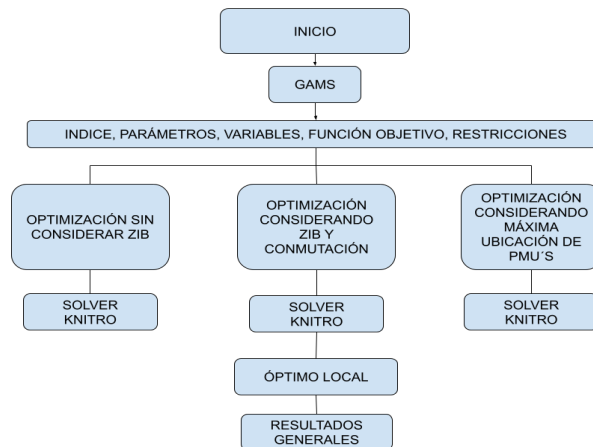 INICIO
GAMS
INDICE, PARÁMETROS, VARIABLES, FUNCIÓN OBJETIVO, RESTRICCIONES
OPTIMIZACIÓN SIN
CONSIDERAR ZIB
OPTIMIZACIÓN
CONSIDERANDO
ZIB Y
CONMUTACIÓN
OPTIMIZACIÓN
CONSIDERANDO
MÁXIMA
UBICACIÓN DE
PMU´S
SOLVER
KNITRO
SOLVER
KNITRO
SOLVER
KNITRO
ÓPTIMO LOCAL
RESULTADOS
GENERALES